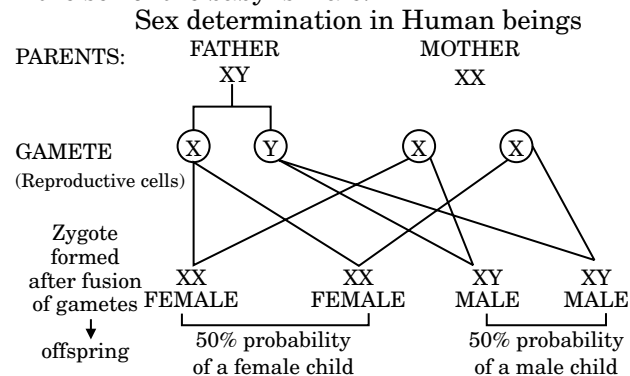 Sex determination in Human beings
PARENTS:
FATHER
MOTHER
XY
XX
GAMETE
(Reproductive cells)
X
Y
X
X
Zygote
formed
after fusion
of gametes
offspring
XX
XX
XY
XY
FEMALE
FEMALE
MALE
MALE
50% probability
of a female child
50% probability
of a male child